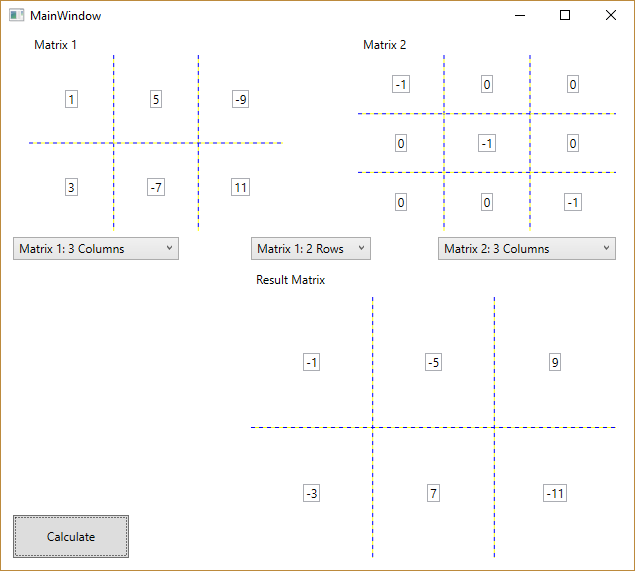 MainWindow
Matrix 1
1 5 -9
3 -7 11
Matrix 2
-1 0 0
0 -1 0
0 0 -1
Matrix 1: 3 Columns
Matrix 1: 2 Rows
Matrix 2: 3 Columns
Result Matrix
-1 -5 9
-3 7 -11
Calculate